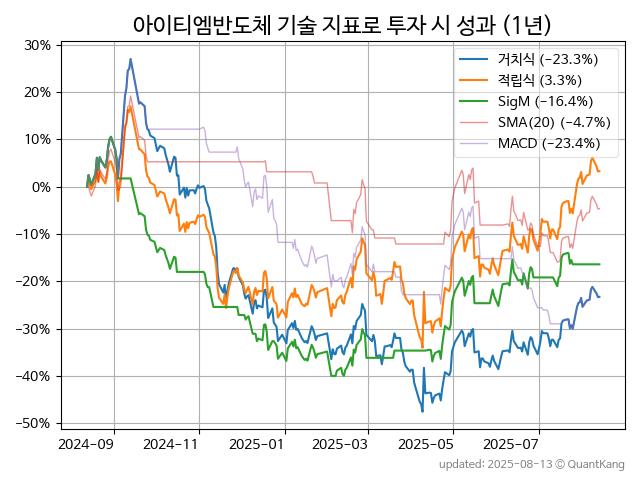 아이티엠반도체 기술 지표로 투자 시 성과 (1년)
거치식 (−23.3%)
적립식 (3.3%)
SigM (−16.4%)
SMA(20) (−4.7%)
MACD (−23.4%)
30%
20%
10%
0%
−10%
−20%
−30%
−40%
−50%
2024-09 2024-11 2025-01 2025-03 2025-05 2025-07
updated: 2025-08-13 © QuantKang